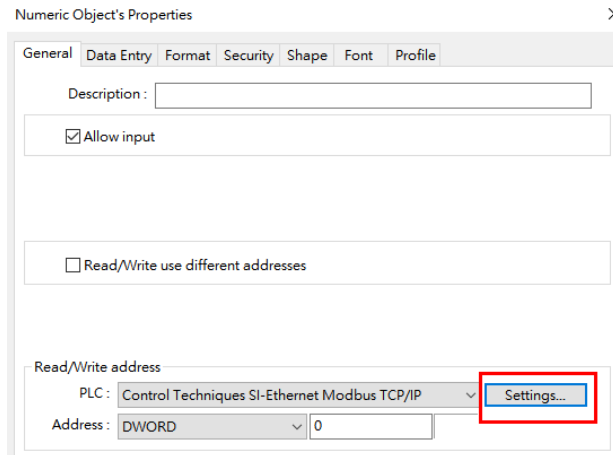 Numeric Object's Properties
General Data Entry Format Security Shape Font Profile
Description :
Allow input
Read/Write use different addresses
Read/Write address
PLC : Control Techniques SI-Ethernet Modbus TCP/IP Settings...
Address : DWORD 0